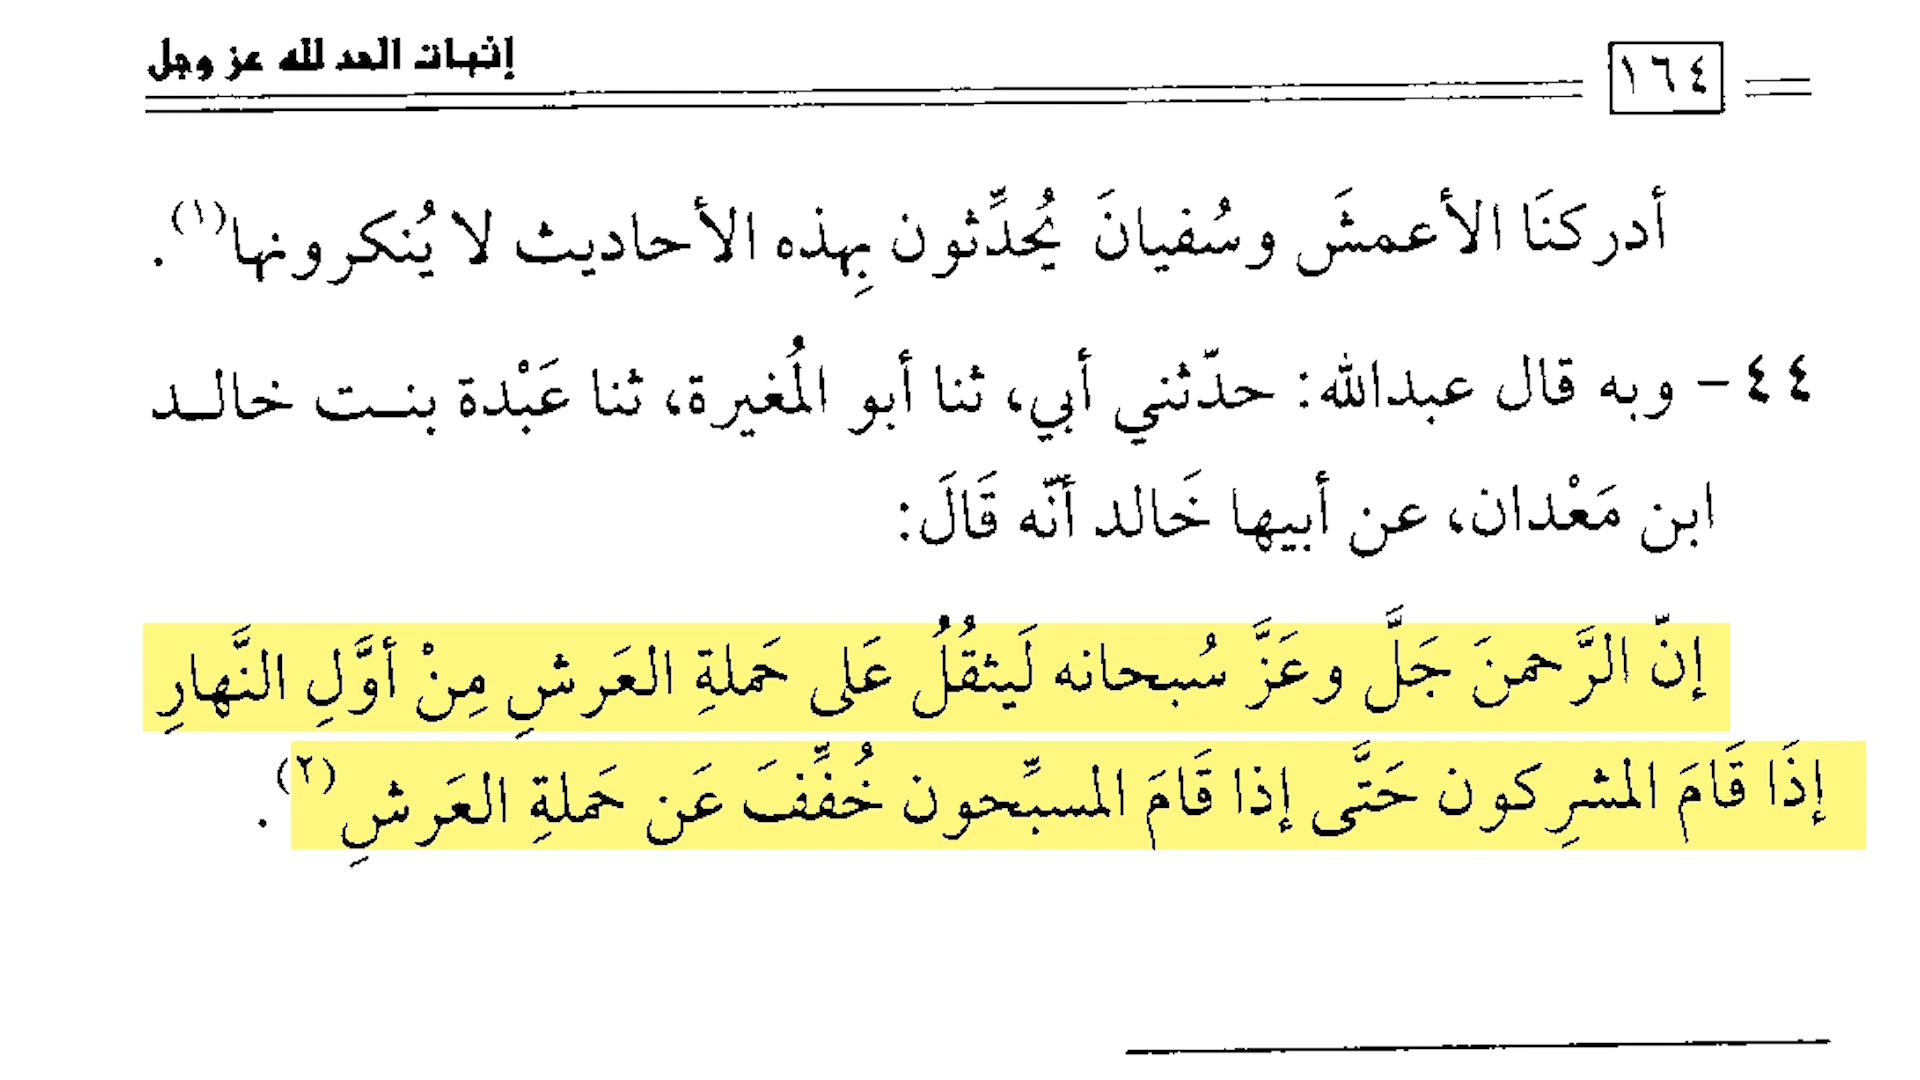 ١٦٤
إثبات الحد لله عز وجل
أدركنَا الأعمشَ وسُفيانَ يُحدِّثون بِهذه الأحاديث لا يُنكرونها(١).
٤٤- وبه قال عبدالله: حدّثني أبي، ثنا أبو المُغيرة، ثنا عَبْدة بنـت خالـد
ابن مَعْدان، عن أبيها خَالد أنّه قَالَ:
إنّ الرَّحمنَ جَلَّ وعَزَّ سُبحانه لَيثقُلُ عَلى حَملةِ العَرشِ مِنْ أوَّلِ النَّهارِ
إذَا قَامَ المشرِكون حَتَّى إذا قَامَ المسبِّحون خُفِّفَ عَن حَملةِ العَرشِ(٢).